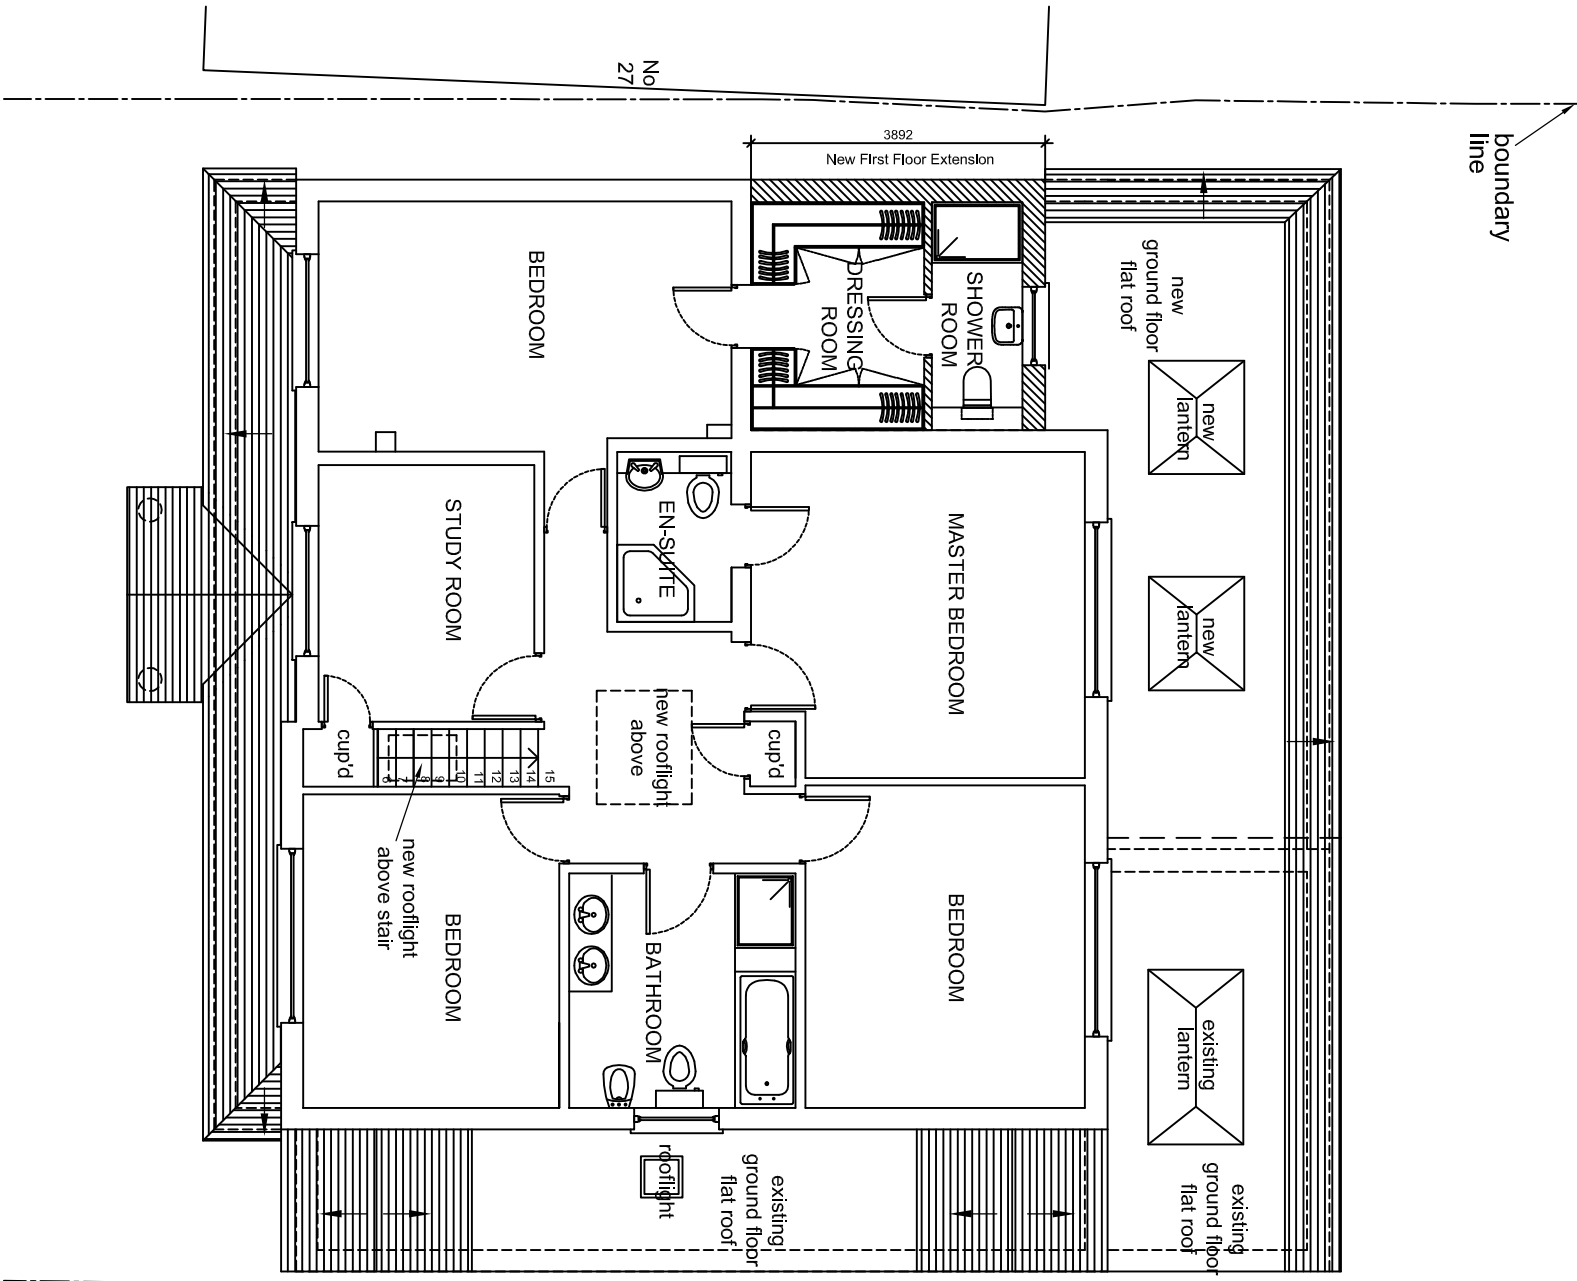 No
27
boundary
line
3892
New First Floor Extension
new
ground floor
flat roof
new
lantern
new
lantern
existing
lantern
existing
ground floor
flat roof
BEDROOM
DRESSING
ROOM
SHOWER
ROOM
STUDY ROOM
EN-SUITE
MASTER BEDROOM
cup'd
cup'd
new rooflight
above
6
7
8
9
10
11
12
13
14
15
new rooflight
above stair
BEDROOM
BATHROOM
BEDROOM
rooflight
existing
ground floor
flat roof